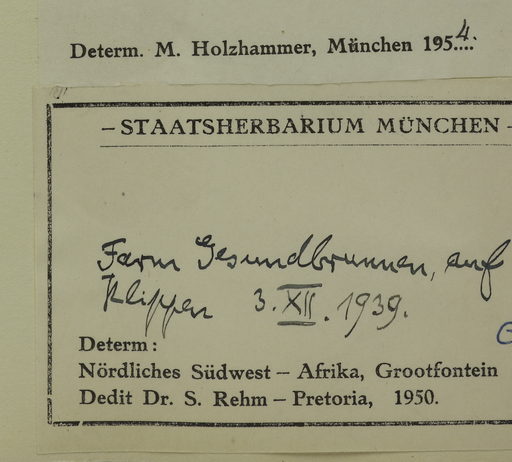 Determ. M. Holzhammer, München 1954.
– STAATSHERBARIUM MÜNCHEN –
Farm Gesundbrunnen, auf
Klippen 3. XII. 1939.
Determ:
Nördliches Südwest – Afrika, Grootfontein
Dedit Dr. S. Rehm – Pretoria, 1950.